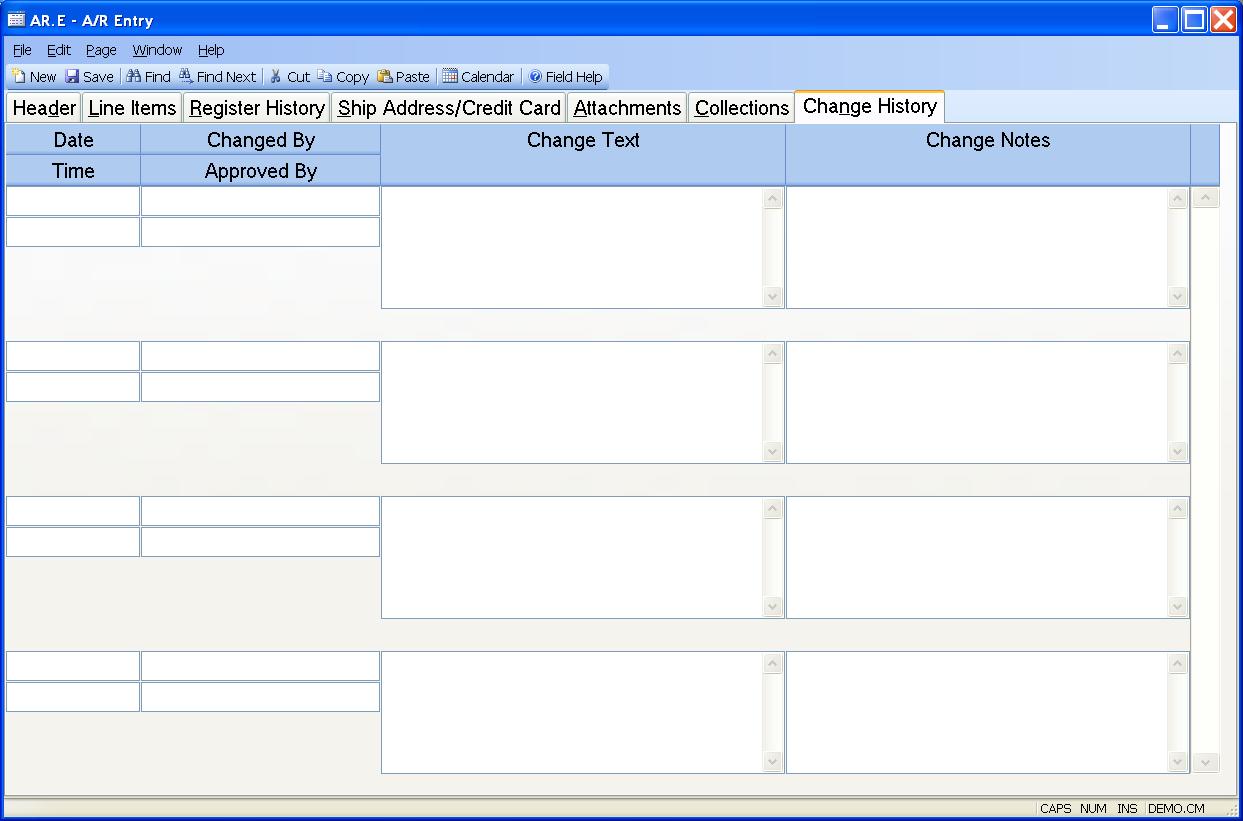 AR.E - A/R Entry
File Edit Page Window Help
New Save Find Find Next Cut Copy Paste Calendar Field Help
Header Line Items Register History Ship Address/Credit Card Attachments Collections Change History
Date Changed By Change Text Change Notes
Time Approved By
CAPS NUM INS DEMO.CM